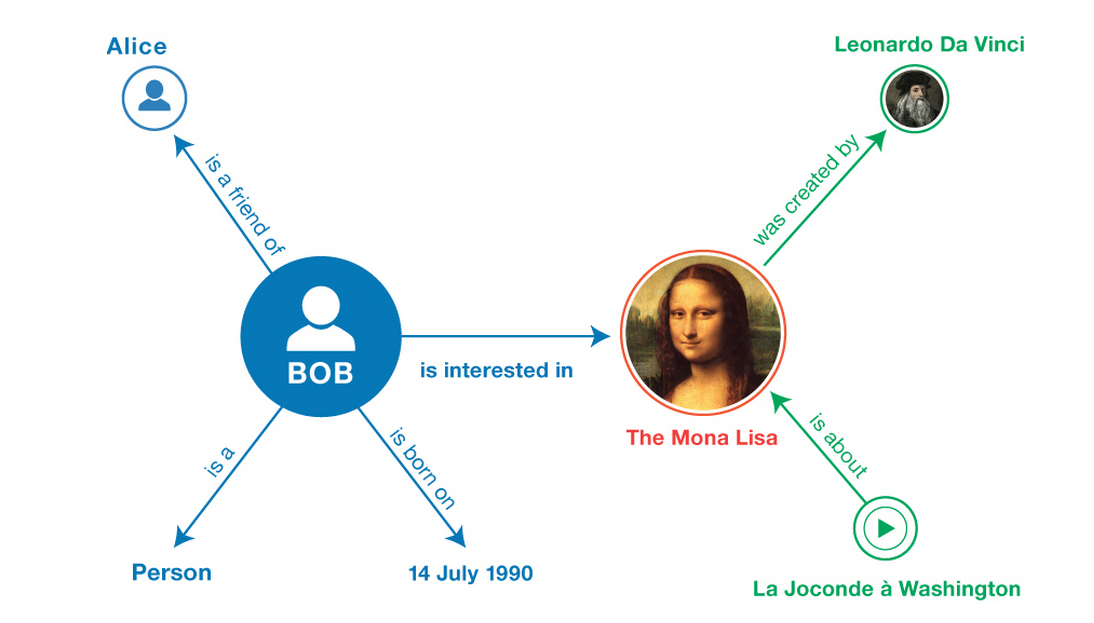 Alice
Leonardo Da Vinci
is a friend of
was created by
BOB
is interested in
The Mona Lisa
is a
is born on
is about
Person
14 July 1990
La Joconde à Washington